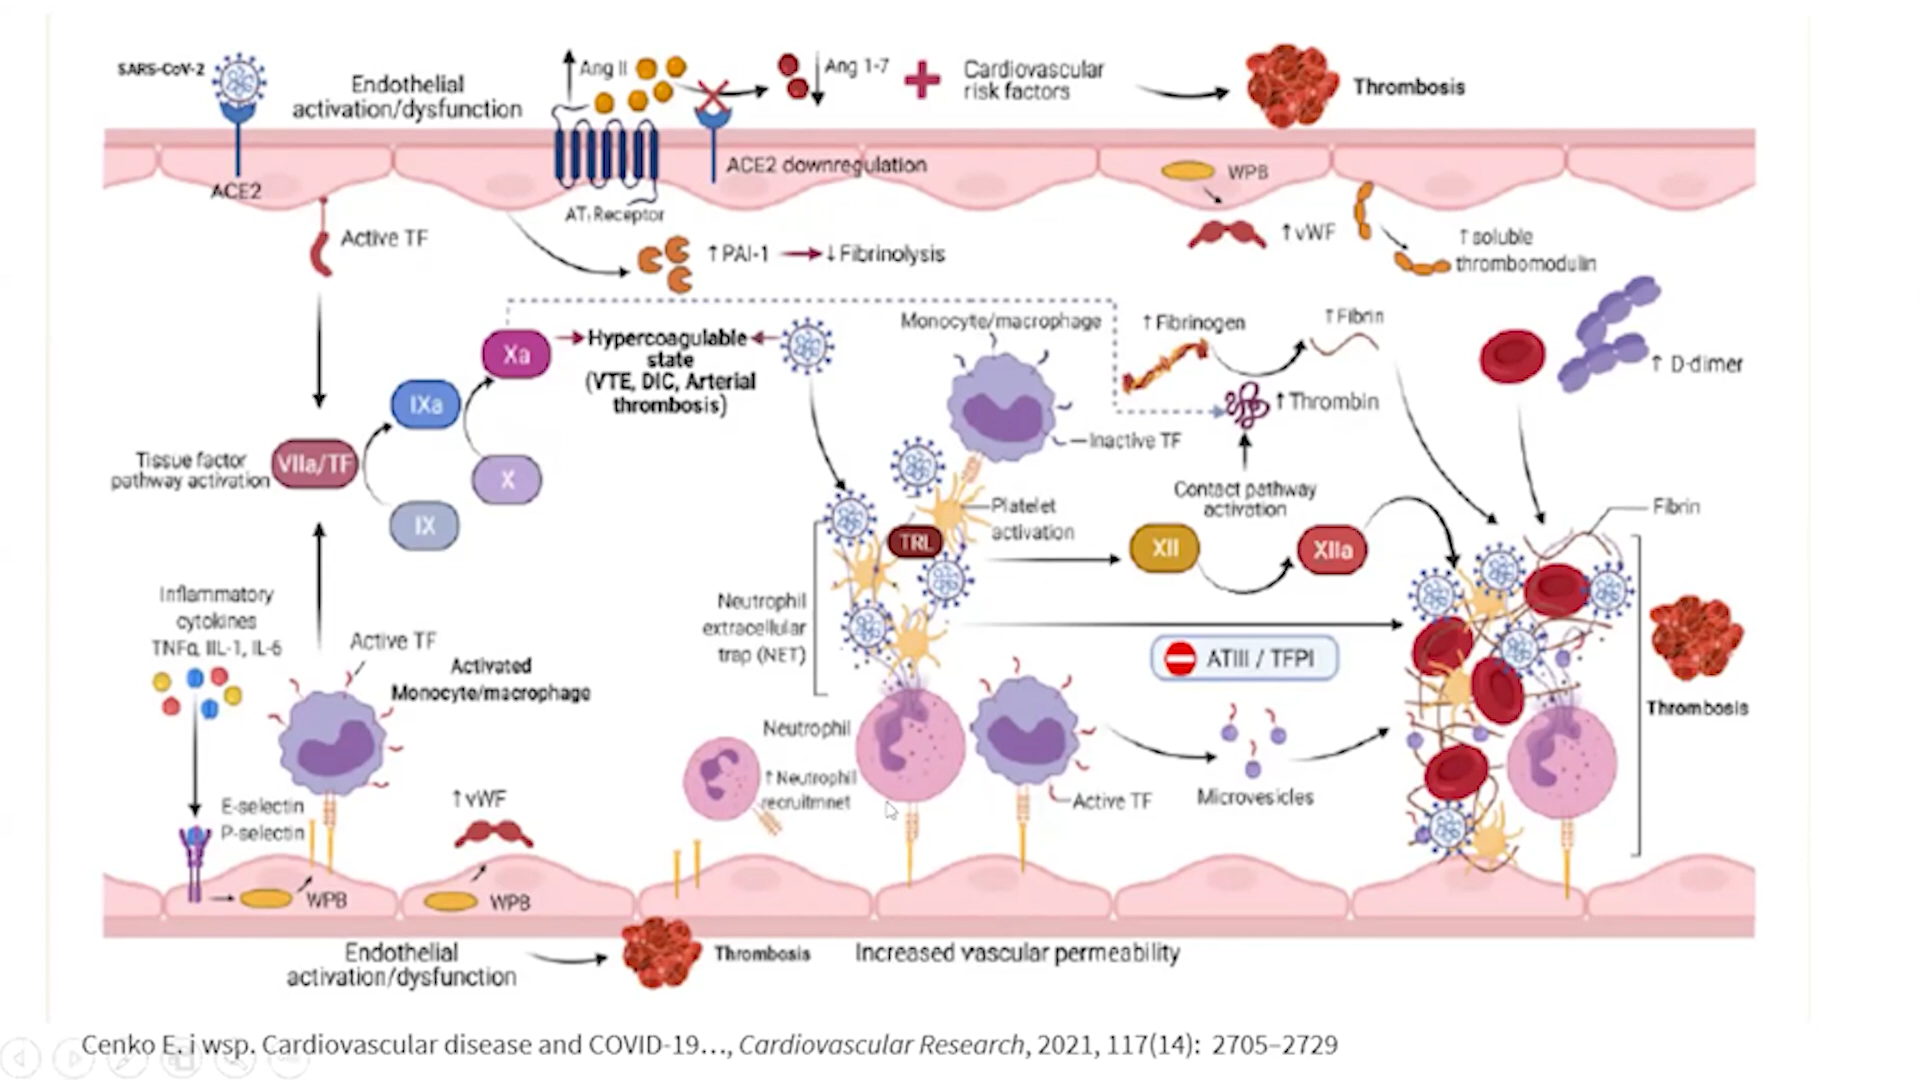 SARS-CoV-2
Endothelial
activation/dysfunction
Ang II
Ang 1-7
Cardiovascular
risk factors
Thrombosis
ACE2
AT₁ Receptor
ACE2 downregulation
WPB
Active TF
↑PAI-1
↓Fibrinolysis
↑vWF
↑soluble
thrombomodulin
Xa
Hypercoagulable
state
(VTE, DIC, Arterial
thrombosis)
Monocyte/macrophage
↑Fibrinogen
↑Fibrin
↑ D-dimer
↑Thrombin
IXa
Inactive TF
Tissue factor
pathway activation
VIIa/TF
X
IX
Platelet
activation
TRL
Contact pathway
activation
XII
XIIa
Fibrin
Inflammatory
cytokines
TNFα, IIL-1, IL-6
Active TF
Activated
Monocyte/macrophage
Neutrophil
extracellular
trap (NET)
ATIII / TFPI
Thrombosis
Neutrophil
↑Neutrophil
recruitmnet
Active TF
Microvesicles
E-selectin
P-selectin
↑vWF
WPB
WPB
Endothelial
activation/dysfunction
Thrombosis
Increased vascular permeability
Cenko E, i wsp. Cardiovascular disease and COVID-19…, Cardiovascular Research, 2021, 117(14): 2705–2729